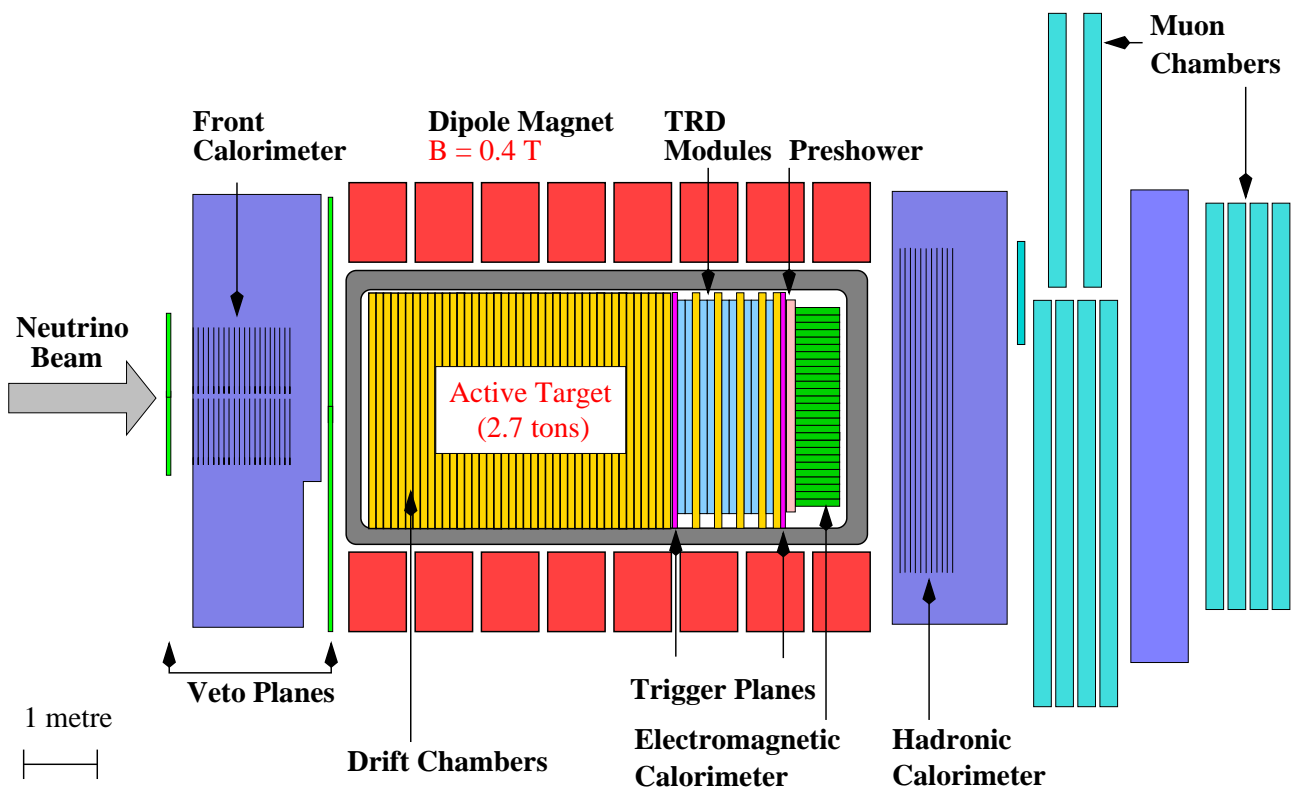 Muon
Chambers
Front
Calorimeter
Dipole Magnet
B = 0.4 T
TRD
Modules
Preshower
Neutrino
Beam
Active Target
(2.7 tons)
Veto Planes
Trigger Planes
1 metre
Drift Chambers
Electromagnetic
Calorimeter
Hadronic
Calorimeter